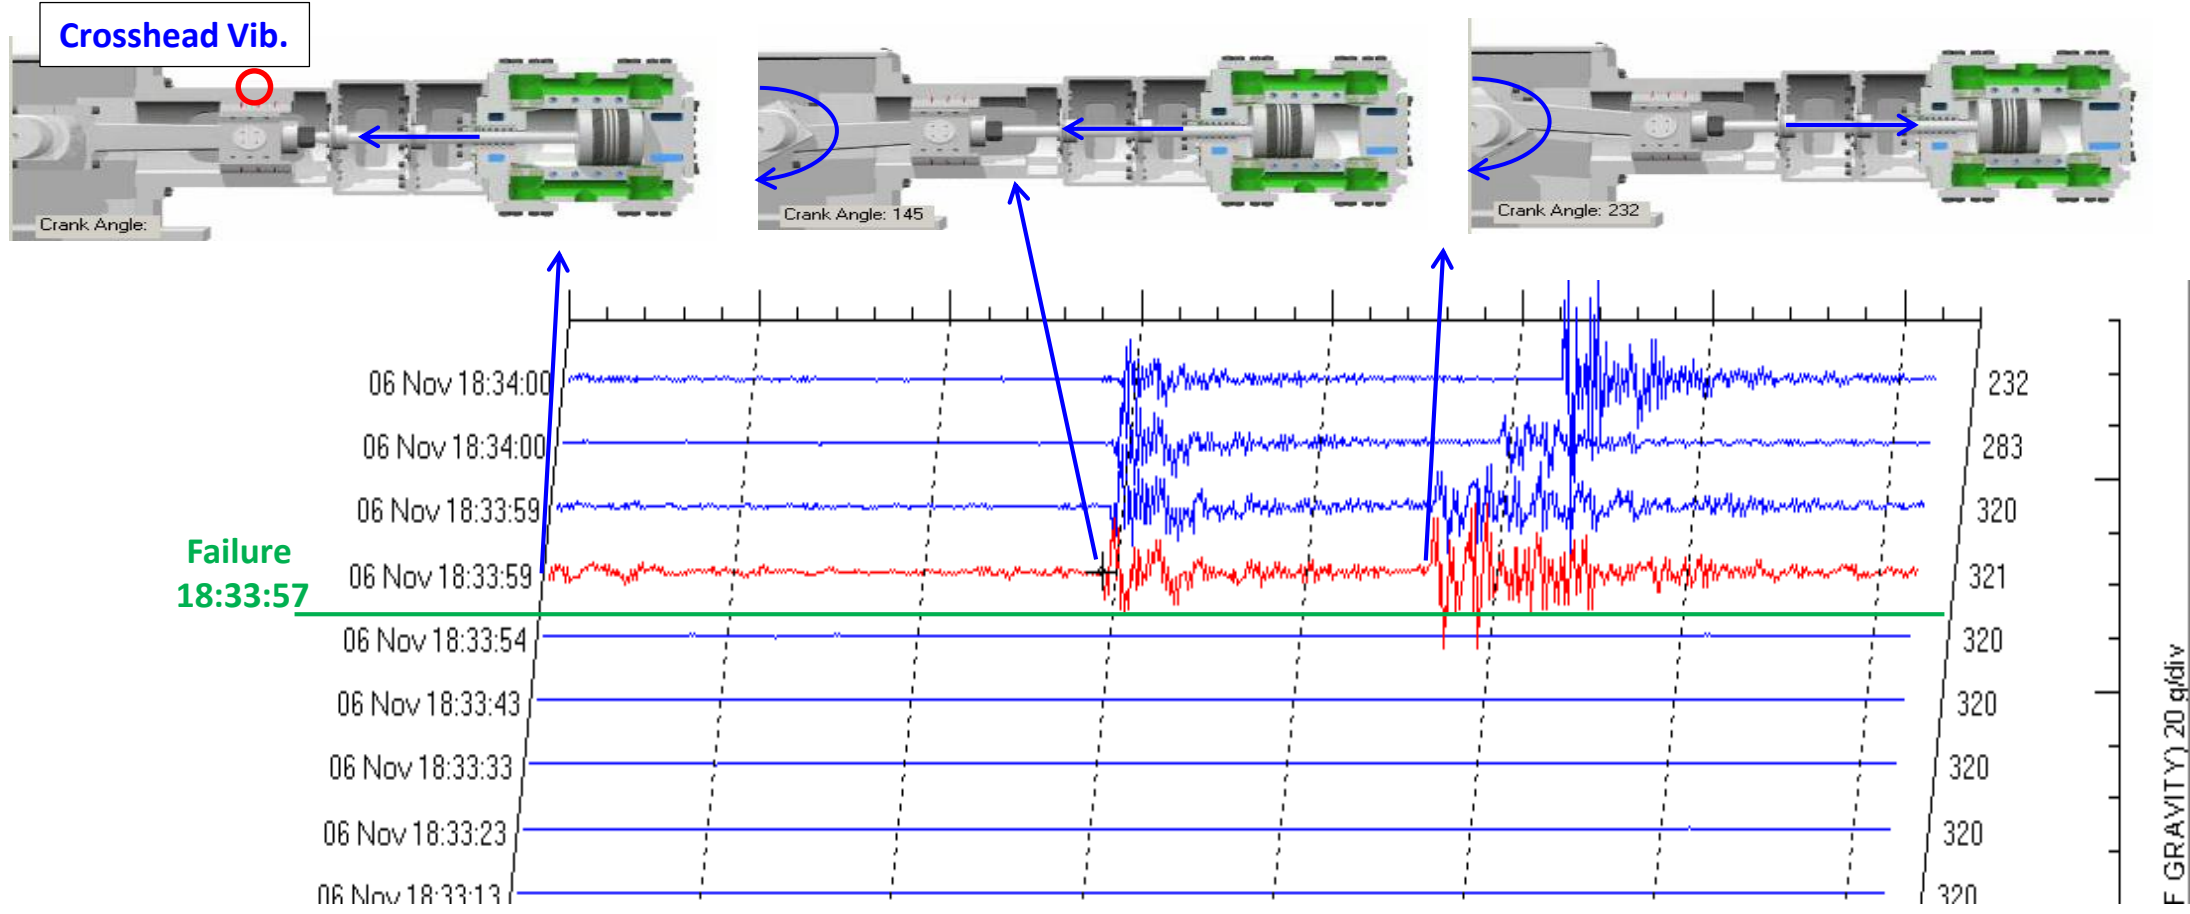 Crosshead Vib.
Crank Angle:
Crank Angle: 145
Crank Angle: 232
06 Nov 18:34:00 232
06 Nov 18:34:00 283
06 Nov 18:33:59 320
Failure
18:33:57
06 Nov 18:33:59 321
06 Nov 18:33:54 320
06 Nov 18:33:43 320
06 Nov 18:33:33 320
06 Nov 18:33:23 320
06 Nov 18:33:13 320
F GRAVITY) 20 g/div